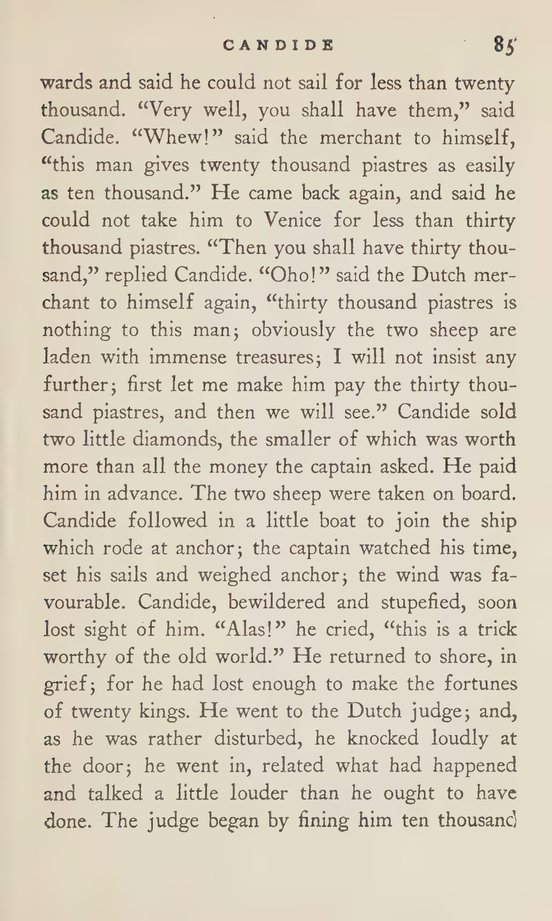 CANDIDE 85
wards and said he could not sail for less than twenty
thousand. “Very well, you shall have them,” said
Candide. “Whew!” said the merchant to himself,
“this man gives twenty thousand piastres as easily
as ten thousand.” He came back again, and said he
could not take him to Venice for less than thirty
thousand piastres. “Then you shall have thirty thou-
sand,” replied Candide. “Oho!” said the Dutch mer-
chant to himself again, “thirty thousand piastres is
nothing to this man; obviously the two sheep are
laden with immense treasures; I will not insist any
further; first let me make him pay the thirty thou-
sand piastres, and then we will see.” Candide sold
two little diamonds, the smaller of which was worth
more than all the money the captain asked. He paid
him in advance. The two sheep were taken on board.
Candide followed in a little boat to join the ship
which rode at anchor; the captain watched his time,
set his sails and weighed anchor; the wind was fa-
vourable. Candide, bewildered and stupefied, soon
lost sight of him. “Alas!” he cried, “this is a trick
worthy of the old world.” He returned to shore, in
grief; for he had lost enough to make the fortunes
of twenty kings. He went to the Dutch judge; and,
as he was rather disturbed, he knocked loudly at
the door; he went in, related what had happened
and talked a little louder than he ought to have
done. The judge began by fining him ten thousand